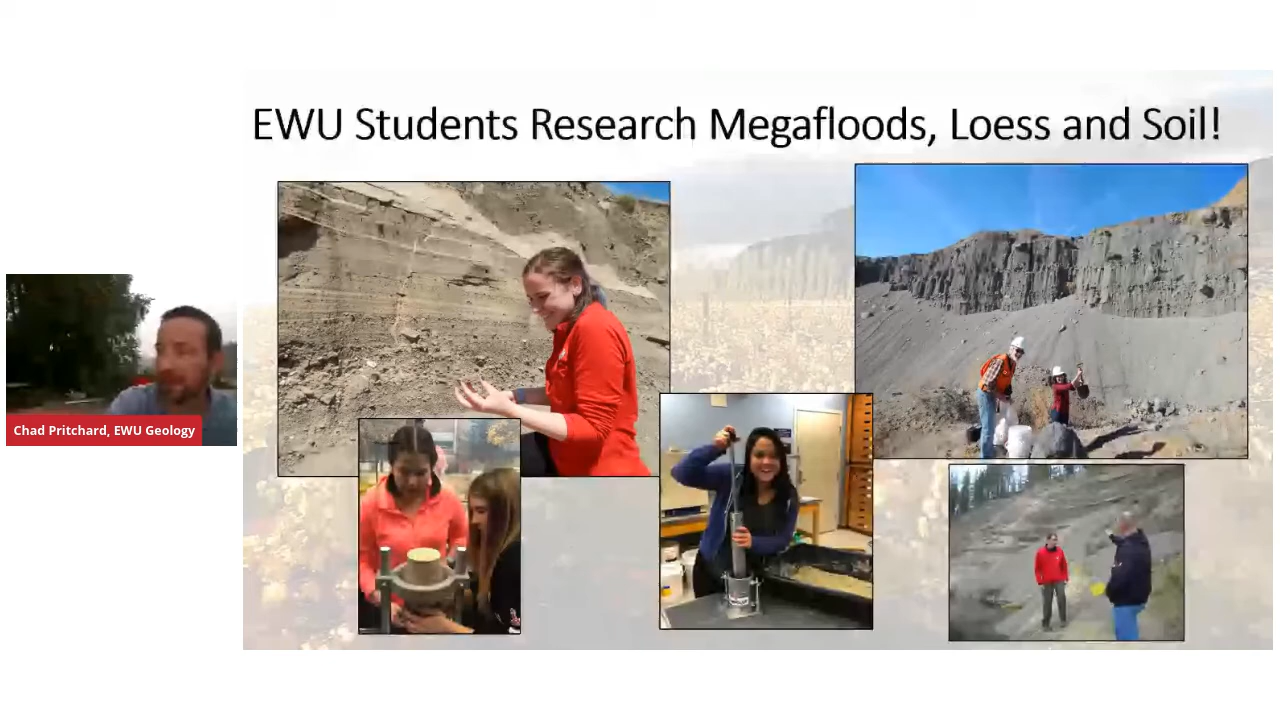 EWU Students Research Megafloods, Loess and Soil!
Chad Pritchard, EWU Geology